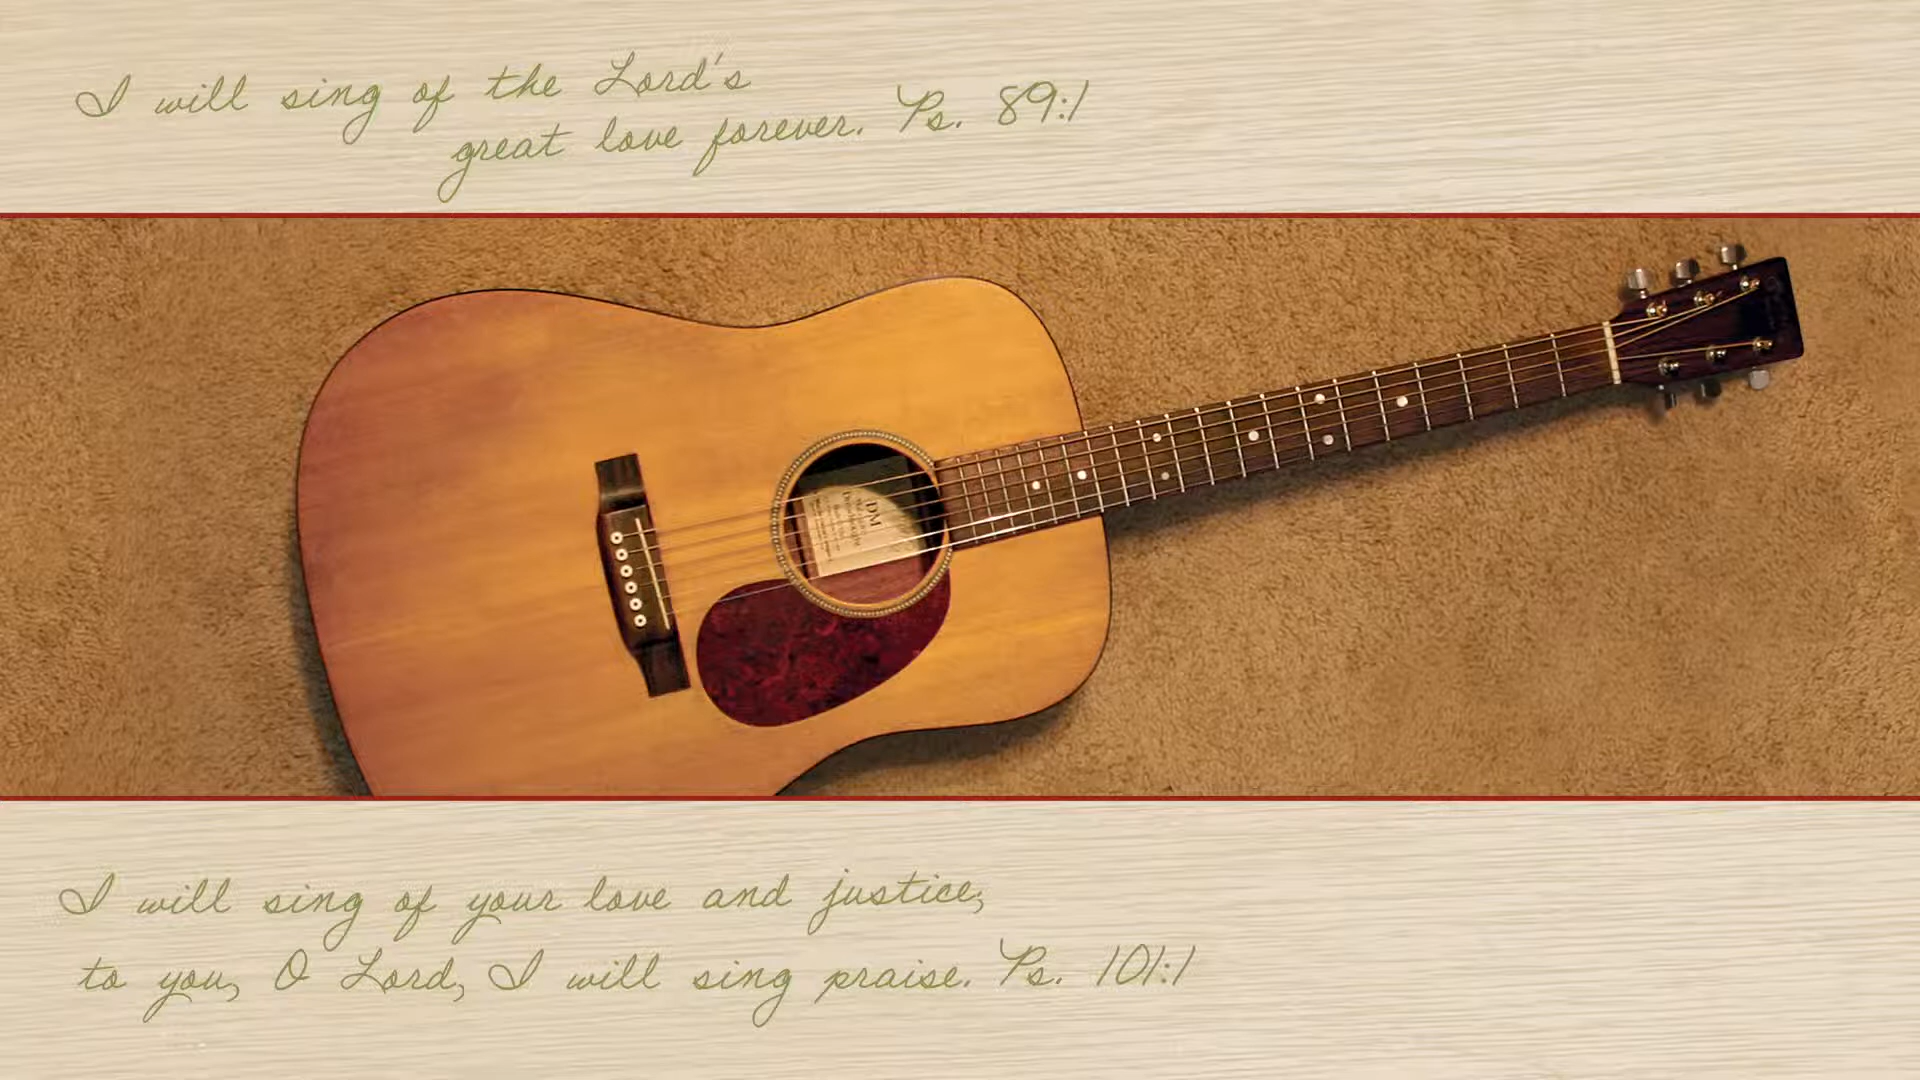 I will sing of the Lord's
great love forever. Ps. 89:1
DM
I will sing of your love and justice;
to you, O Lord, I will sing praise. Ps. 101:1